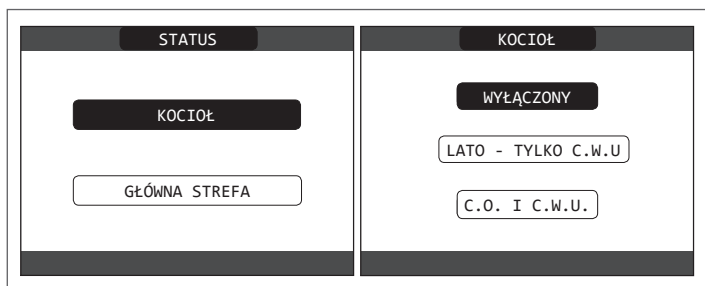 STATUS
KOCIOŁ
GŁÓWNA STREFA
KOCIOŁ
WYŁĄCZONY
LATO - TYLKO C.W.U
C.O. I C.W.U.